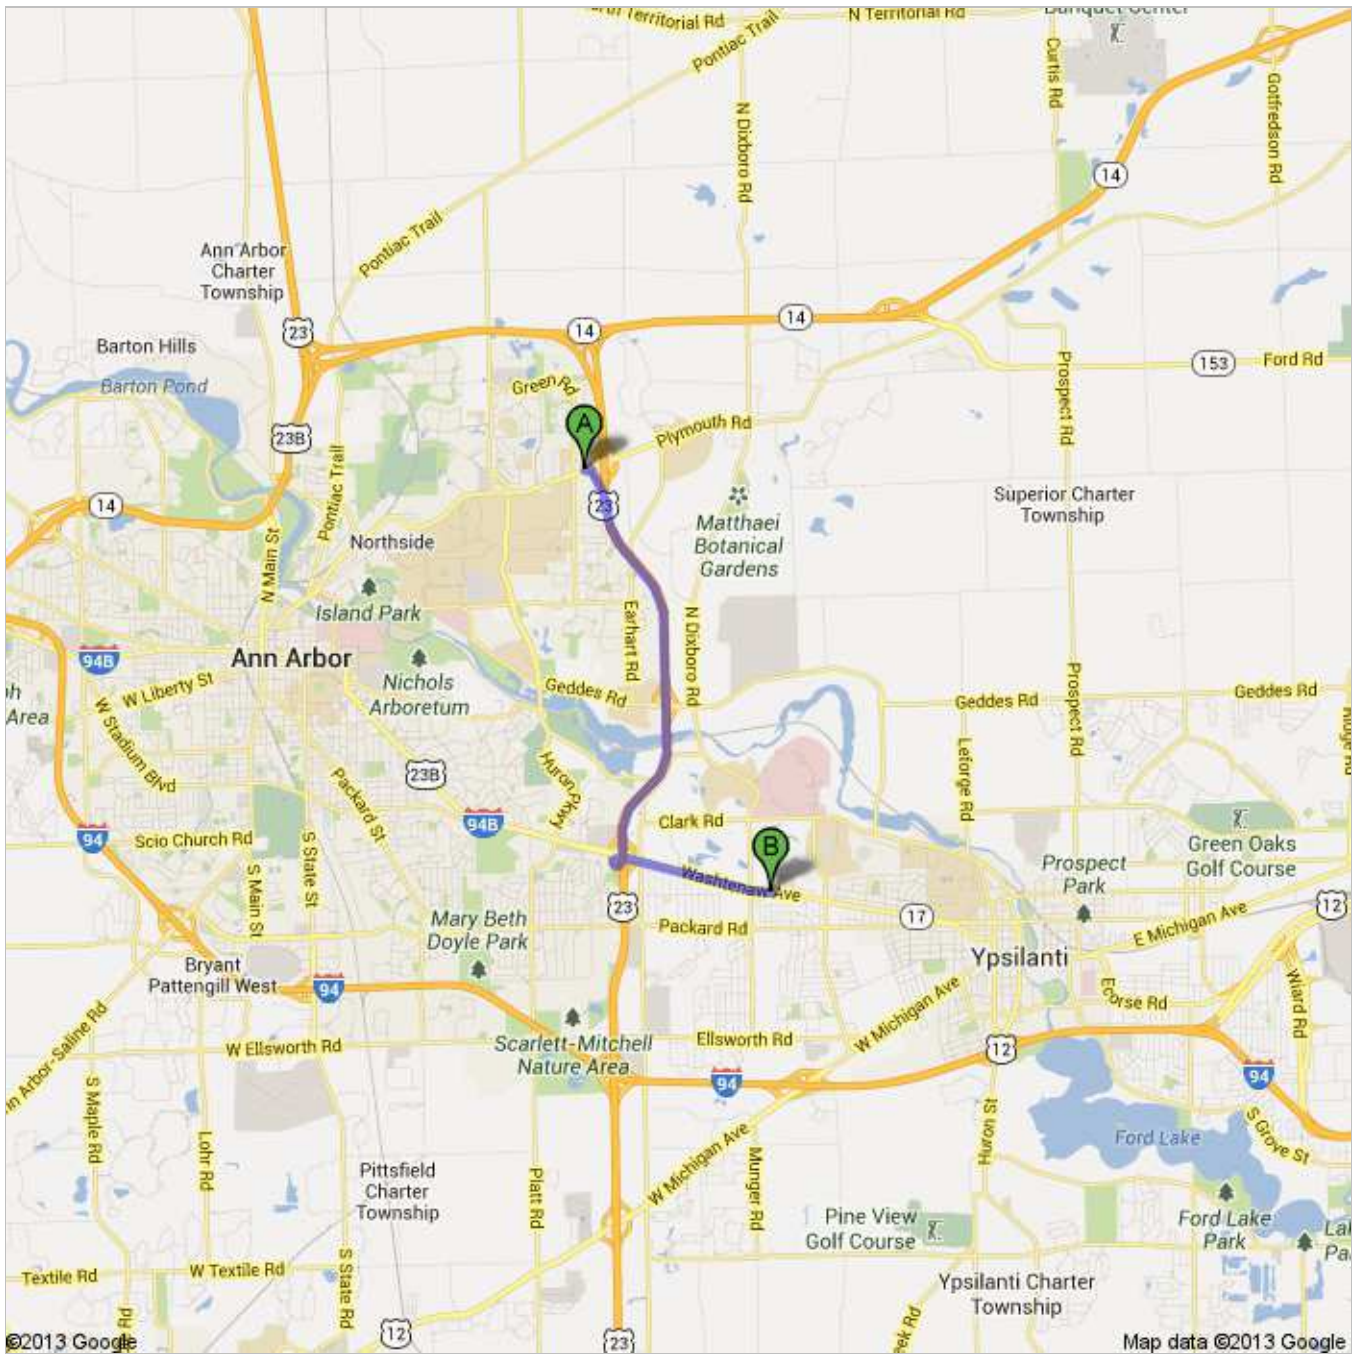 N Territorial Rd
Territorial Rd
Pontiac Trail
Curtis Rd
N Dixboro Rd
Gotfredson Rd
14
Pontiac Trail
Ann Arbor
Charter
Township
23
14
14
Barton Hills
Barton Pond
Green Rd
153
Ford Rd
Prospect Rd
A
Plymouth Rd
23B
Pontiac Trail
14
23
Superior Charter
Township
Matthaei
Botanical
Gardens
N Main St
Northside
Island Park
Earhart Rd
N Dixboro Rd
94B
Ann Arbor
W Liberty St
Nichols
Arboretum
Geddes Rd
Geddes Rd
Geddes Rd
Prospect Rd
Area
W Stadium Blvd
23B
Huron Pkwy
Leforge Rd
Packard St
94B
Clark Rd
94
Scio Church Rd
S State St
S Main St
B
Green Oaks
Golf Course
Prospect
Park
Washtenaw Ave
23
17
12
Mary Beth
Doyle Park
Packard Rd
E Michigan Ave
Bryant
Pattengill West
Ypsilanti
94
Ecorse Rd
Wiard Rd
Ann Arbor-Saline Rd
W Ellsworth Rd
Scarlett-Mitchell
Nature Area
Ellsworth Rd
W Michigan Ave
12
94
94
S Maple Rd
Lohr Rd
Huron St
S Grove St
Ford Lake
Pittsfield
Charter
Township
Platt Rd
W Michigan Ave
Munger Rd
Pine View
Golf Course
Ford Lake
Park
Textile Rd
W Textile Rd
S State Rd
Ypsilanti Charter
Township
12
23
©2013 Google
Map data ©2013 Google